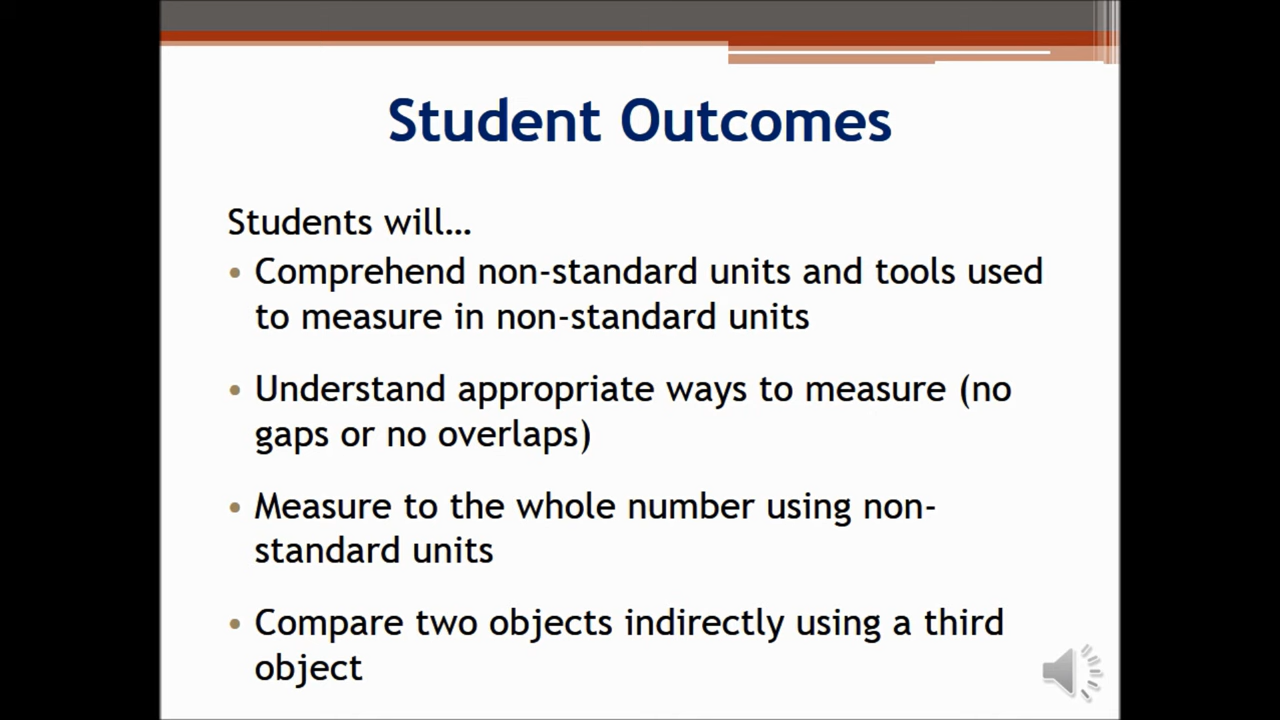 Student Outcomes
Students will…
• Comprehend non-standard units and tools used
to measure in non-standard units
• Understand appropriate ways to measure (no
gaps or no overlaps)
• Measure to the whole number using non-
standard units
• Compare two objects indirectly using a third
object